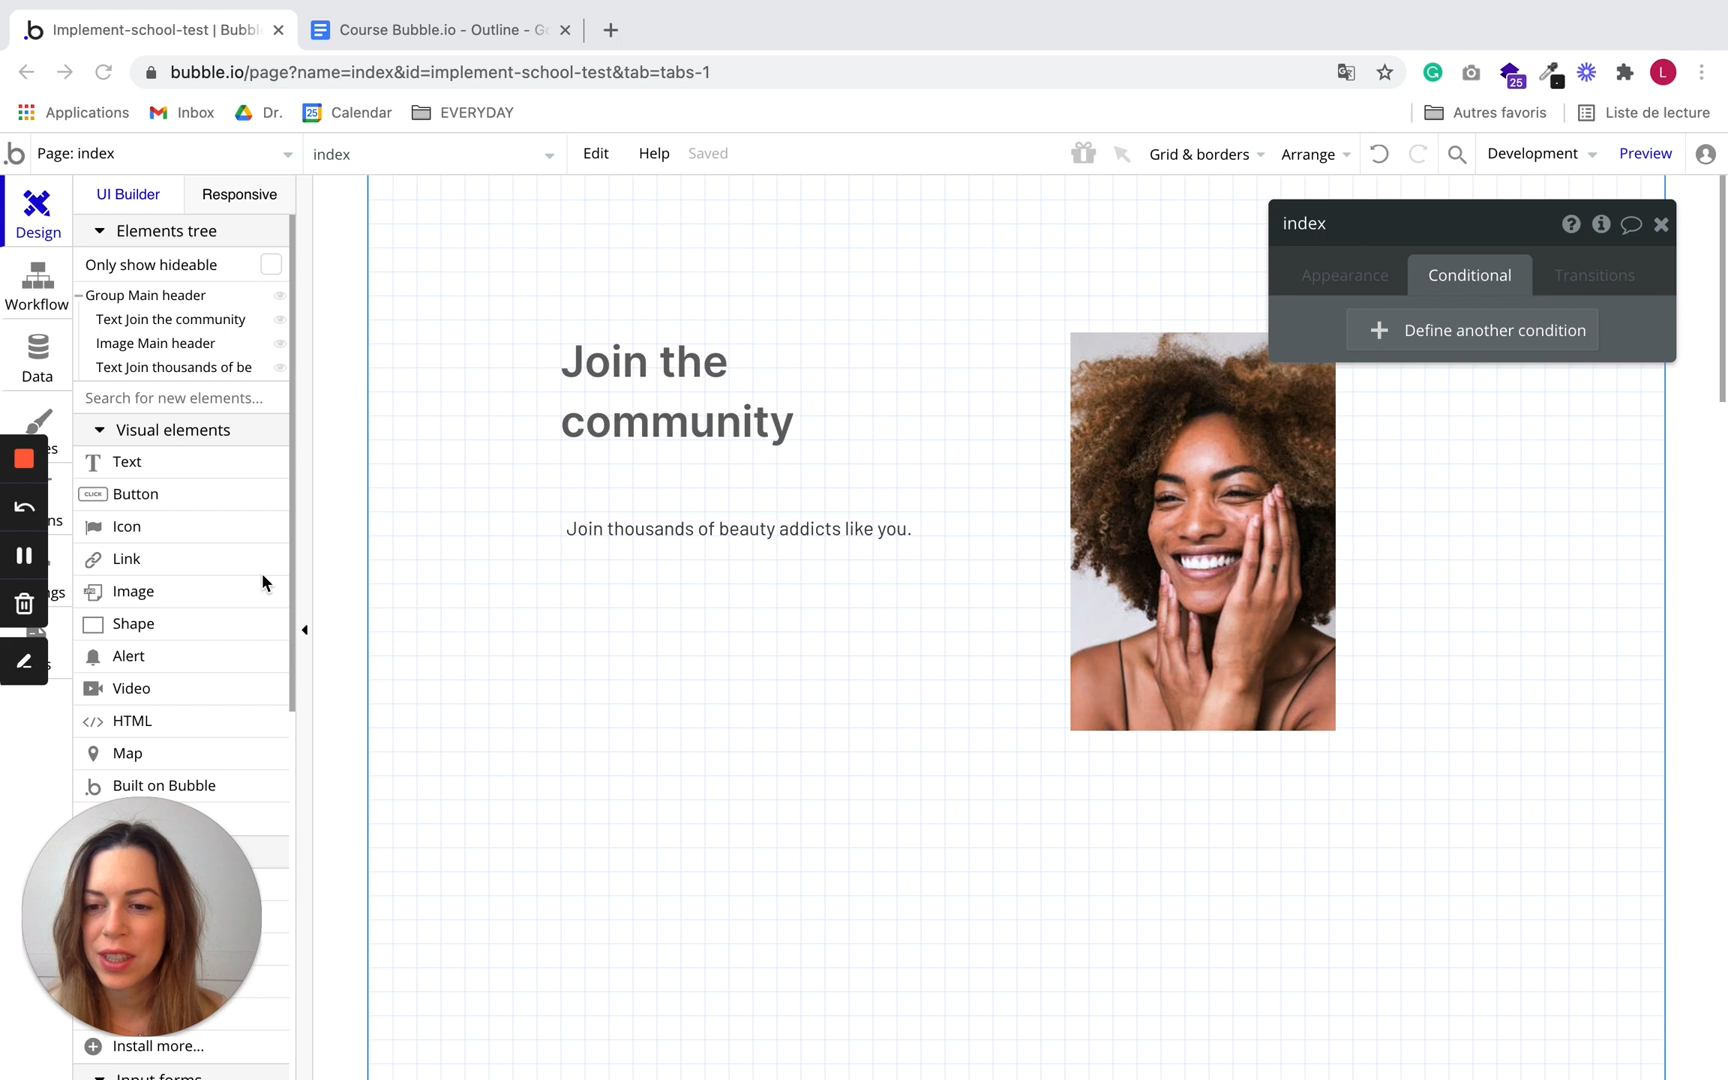 Implement-school-test | Bubbl
Course Bubble.io - Outline - Go
bubble.io/page?name=index&id=implement-school-test&tab=tabs-1
25
L
Applications
Inbox
Dr.
25
Calendar
EVERYDAY
Autres favoris
Liste de lecture
Page: index
index
Edit
Help
Saved
Grid & borders
Arrange
Development
Preview
UI Builder
Responsive
Design
Workflow
Data
Elements tree
Only show hideable
Group Main header
Text Join the community
Image Main header
Text Join thousands of be
Search for new elements...
Visual elements
Text
CLICK
Button
Icon
Link
Image
Shape
Alert
Video
HTML
Map
Built on Bubble
Install more...
Input forms
index
Appearance
Conditional
Transitions
Define another condition
Join the
community
Join thousands of beauty addicts like you.